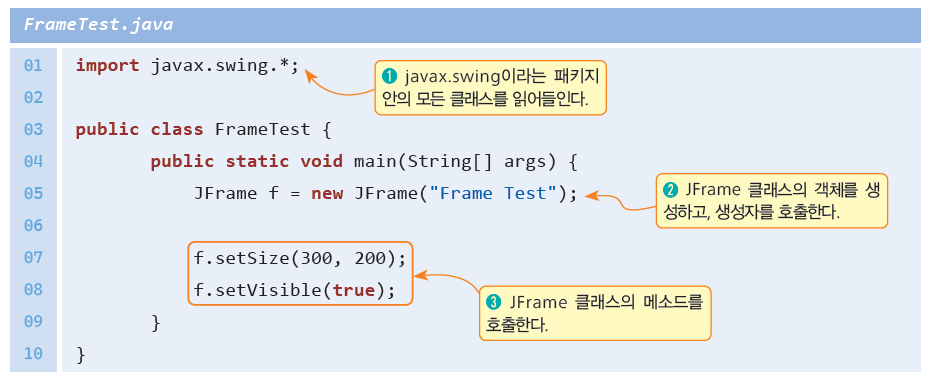 FrameTest.java
01 import javax.swing.*;
❶ javax.swing이라는 패키지
안의 모든 클래스를 읽어들인다.
02
03 public class FrameTest {
04 public static void main(String[] args) {
05 JFrame f = new JFrame("Frame Test");
❷ JFrame 클래스의 객체를 생
성하고, 생성자를 호출한다.
06
07 f.setSize(300, 200);
08 f.setVisible(true);
❸ JFrame 클래스의 메소드를
호출한다.
09 }
10 }